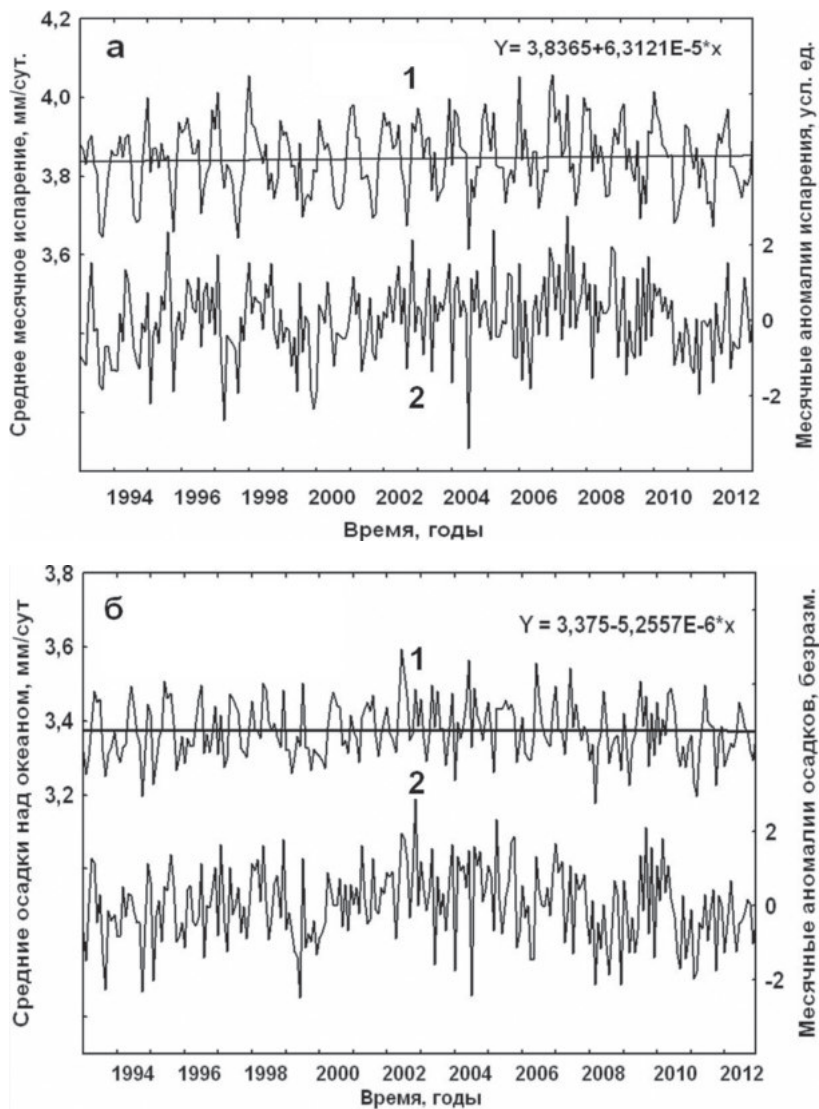 а
Y= 3,8365+6,3121E-5*x
1
2
4,2
4,0
3,8
3,6
2
0
-2
Среднее месячное испарение, мм/сут.
Месячные аномалии испарения, усл. ед.
1994 1996 1998 2000 2002 2004 2006 2008 2010 2012
Время, годы
б
Y = 3,375-5,2557E-6*x
1
2
3,8
3,6
3,4
3,2
2
0
-2
Средние осадки над океаном, мм/сут
Месячные аномалии осадков, безразм.
1994 1996 1998 2000 2002 2004 2006 2008 2010 2012
Время, годы